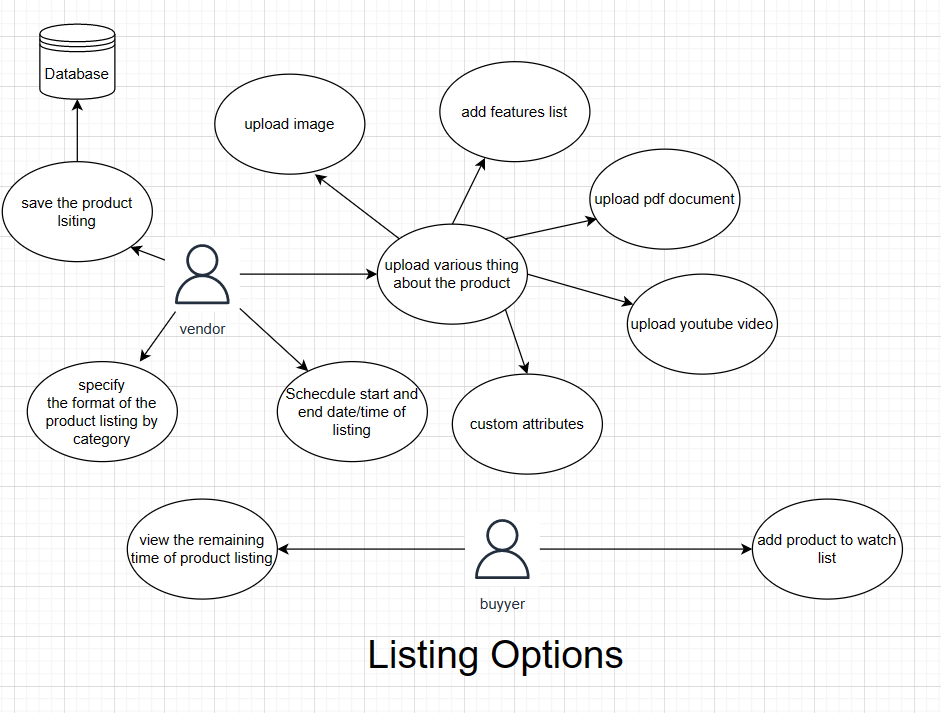 Database
upload image
add features list
save the product
lsiting
upload pdf document
upload various thing
about the product
vendor
upload youtube video
specify
the format of the
product listing by
category
Schecdule start and
end date/time of
listing
custom attributes
view the remaining
time of product listing
add product to watch
list
buyyer
Listing Options